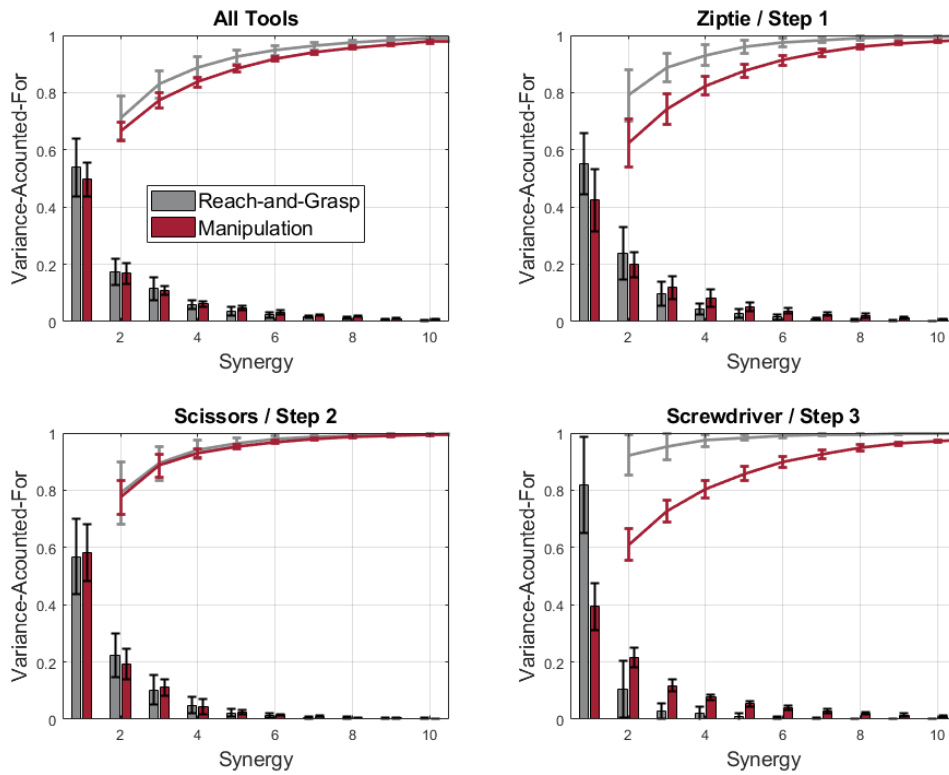 All Tools
Variance-Acounted-For
1
0.8
0.6
0.4
0.2
0
Reach-and-Grasp
Manipulation
2 4 6 8 10
Synergy
Ziptie / Step 1
Variance-Acounted-For
1
0.8
0.6
0.4
0.2
0
2 4 6 8 10
Synergy
Scissors / Step 2
Variance-Acounted-For
1
0.8
0.6
0.4
0.2
0
2 4 6 8 10
Synergy
Screwdriver / Step 3
Variance-Acounted-For
1
0.8
0.6
0.4
0.2
0
2 4 6 8 10
Synergy